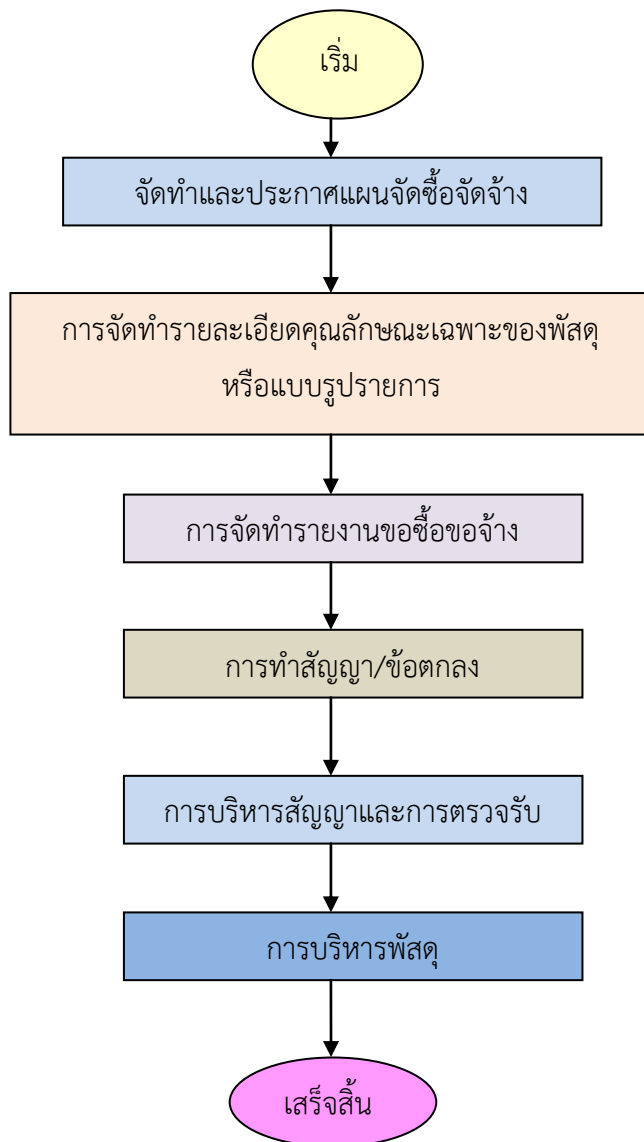 เริ่ม
จัดทำและประกาศแผนจัดซื้อจัดจ้าง
การจัดทำรายละเอียดคุณลักษณะเฉพาะของพัสดุ
หรือแบบรูปรายการ
การจัดทำรายงานขอซื้อขอจ้าง
การทำสัญญา/ข้อตกลง
การบริหารสัญญาและการตรวจรับ
การบริหารพัสดุ
เสร็จสิ้น